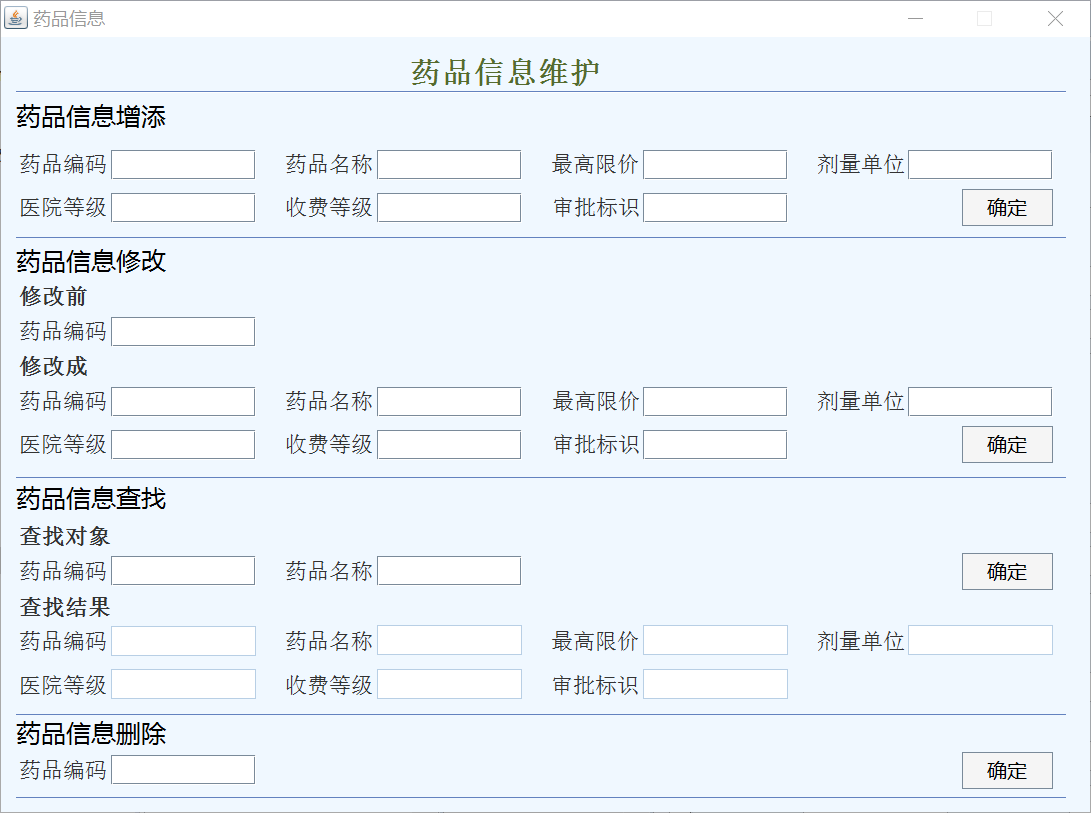 药品信息
药品信息维护
药品信息增添
药品编码 药品名称 最高限价 剂量单位
医院等级 收费等级 审批标识 确定
药品信息修改
修改前
药品编码
修改成
药品编码 药品名称 最高限价 剂量单位
医院等级 收费等级 审批标识 确定
药品信息查找
查找对象
药品编码 药品名称 确定
查找结果
药品编码 药品名称 最高限价 剂量单位
医院等级 收费等级 审批标识
药品信息删除
药品编码 确定